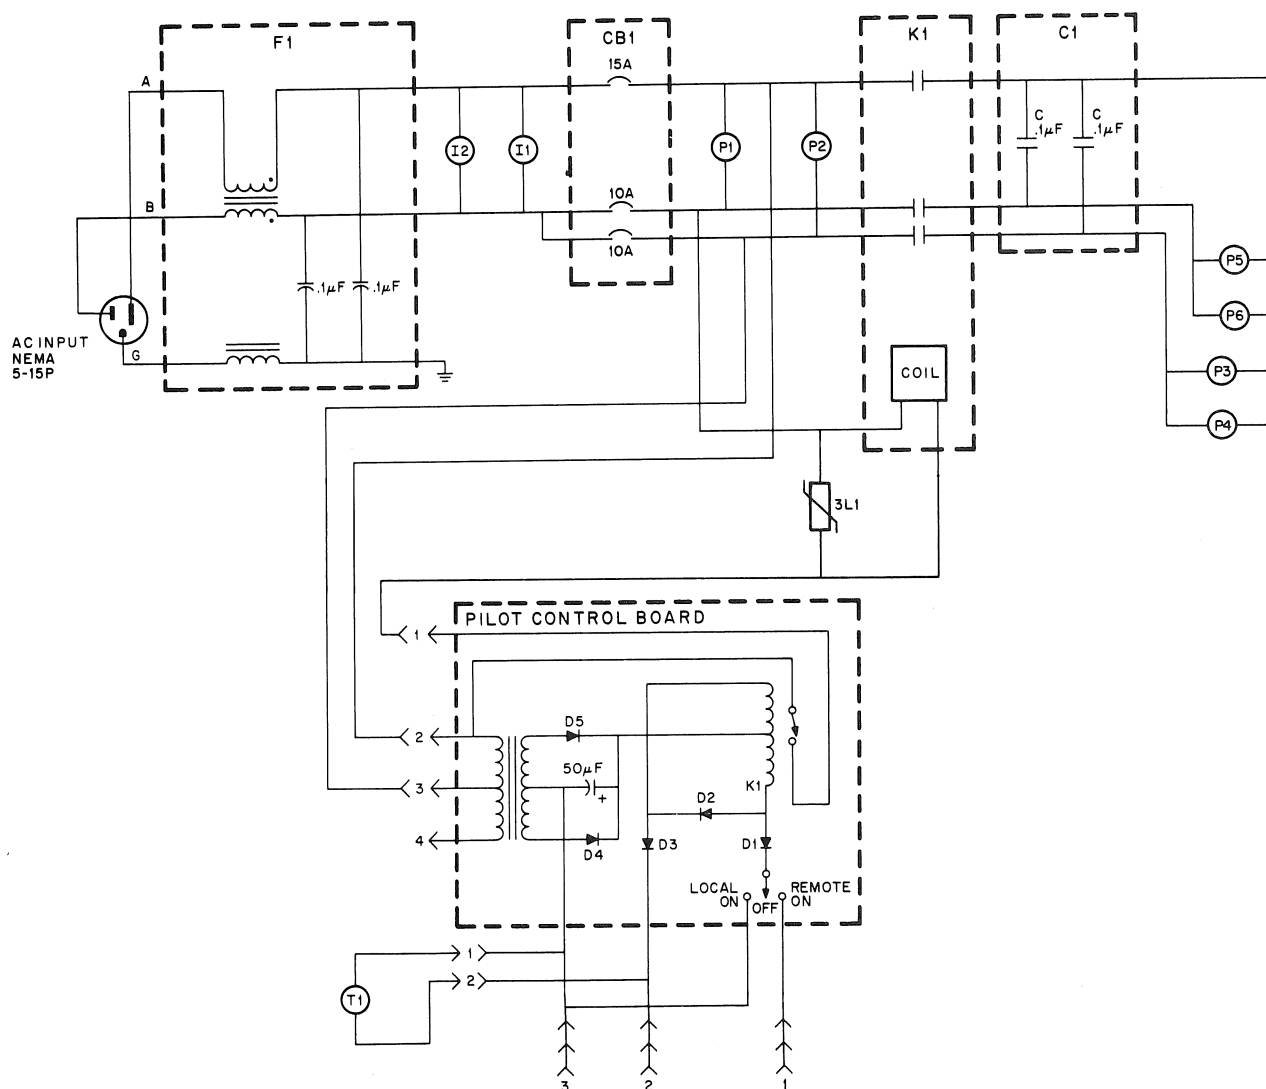 F1
CB1
K1
C1
A
15A
C
.1µF
C
.1µF
I2
I1
P1
P2
B
10A
10A
P5
.1µF
.1µF
P6
AC INPUT
NEMA
5-15P
G
COIL
P3
P4
3L1
PILOT CONTROL BOARD
1
2
D5
50µF
+
3
K1
D2
4
D4
D3
D1
LOCAL
ON
OFF
REMOTE
ON
1
2
T1
3
2
1